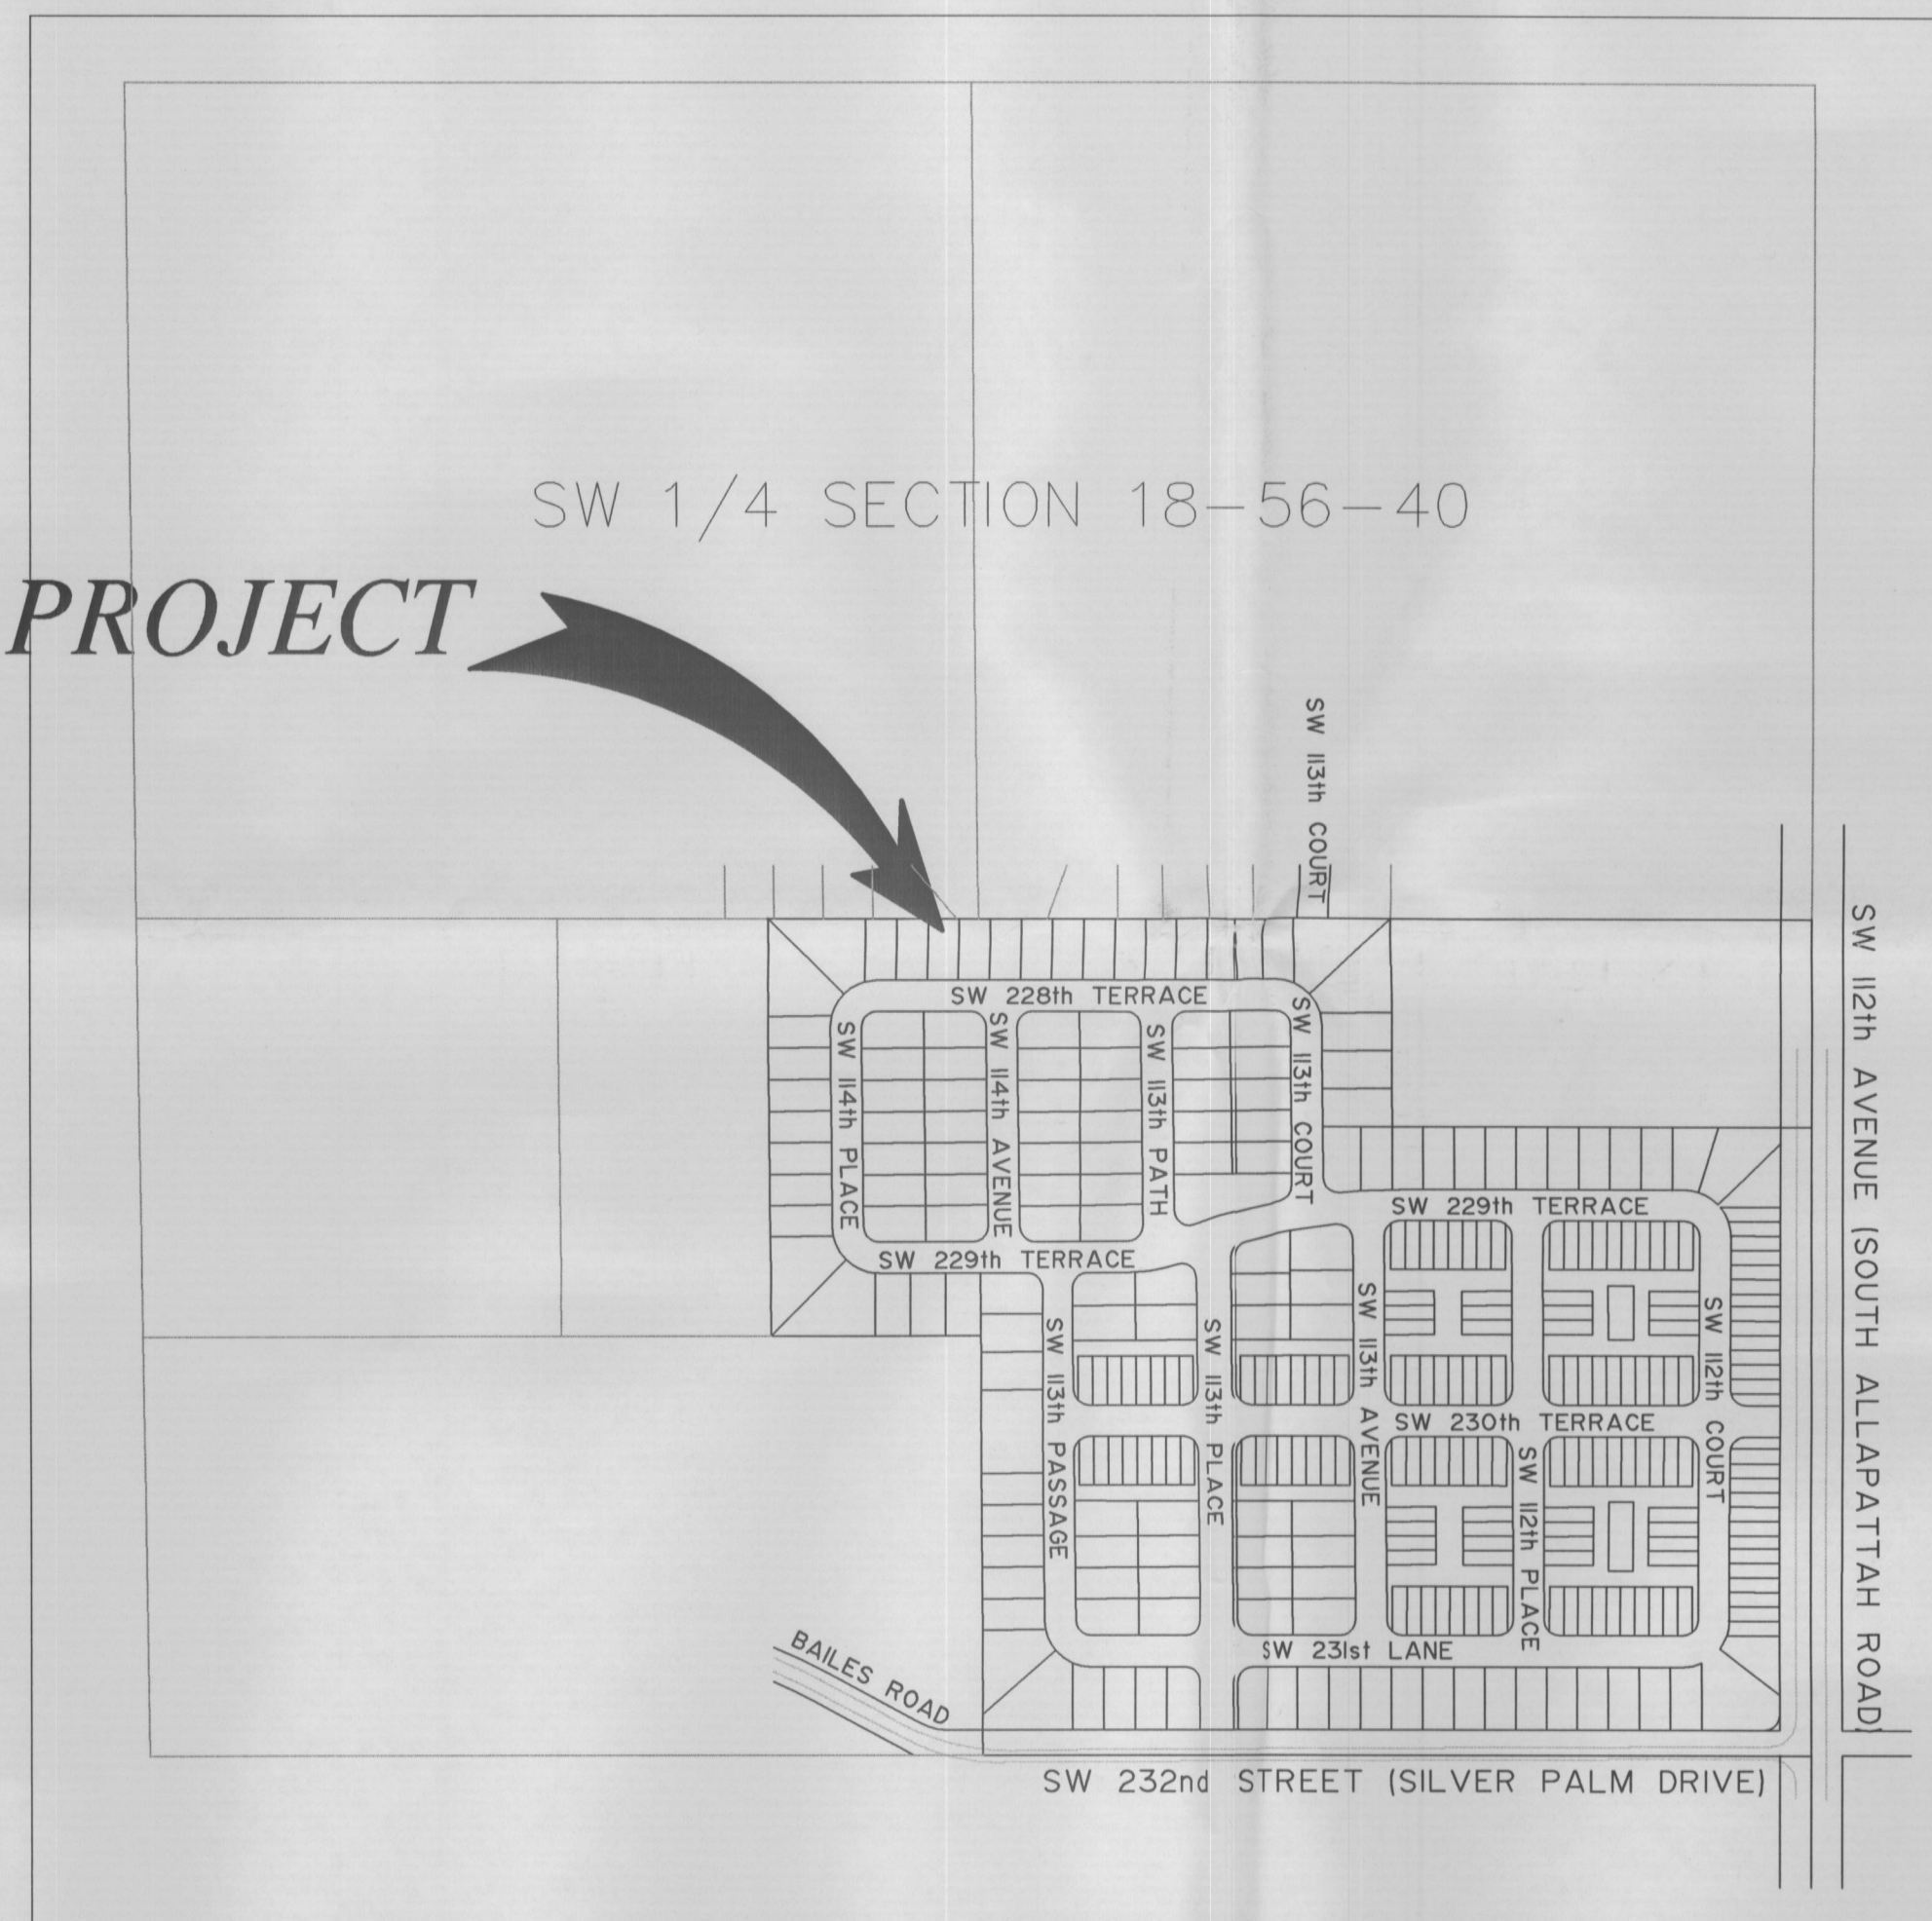 SW 1/4 SECTION 18-56-40
PROJECT
SW 113th COURT
SW 112th AVENUE (SOUTH ALLAPATTAH ROAD)
SW 228th TERRACE
SW 114th PLACE
SW 114th AVENUE
SW 113th PATH
SW 113th COURT
SW 229th TERRACE
SW 229th TERRACE
SW 113th PASSAGE
SW 113th PLACE
SW 113th AVENUE
SW 112th COURT
SW 230th TERRACE
SW 112th PLACE
SW 231st LANE
BAILES ROAD
SW 232nd STREET (SILVER PALM DRIVE)